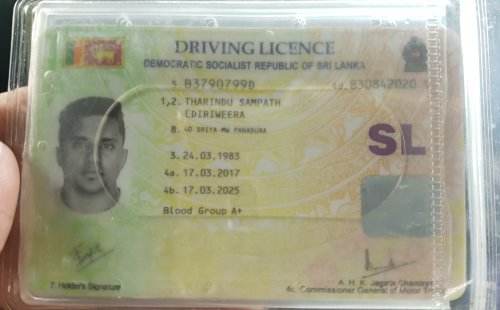 DRIVING LICENCE
DEMOCRATIC SOCIALIST REPUBLIC OF SRI LANKA
5. B3790799D 4d. 830842020 V
1,2. THARINDU SAMPATH
EDIRIWEERA
8. 40 SRIYA MW PANADURA
SL
3. 24.03.1983
4a. 17.03.2017
4b. 17.03.2025
Blood Group A+
7. Holder's Signature
A H K Jagath Chandrasiri
4c. Commissioner General of Motor Traffic